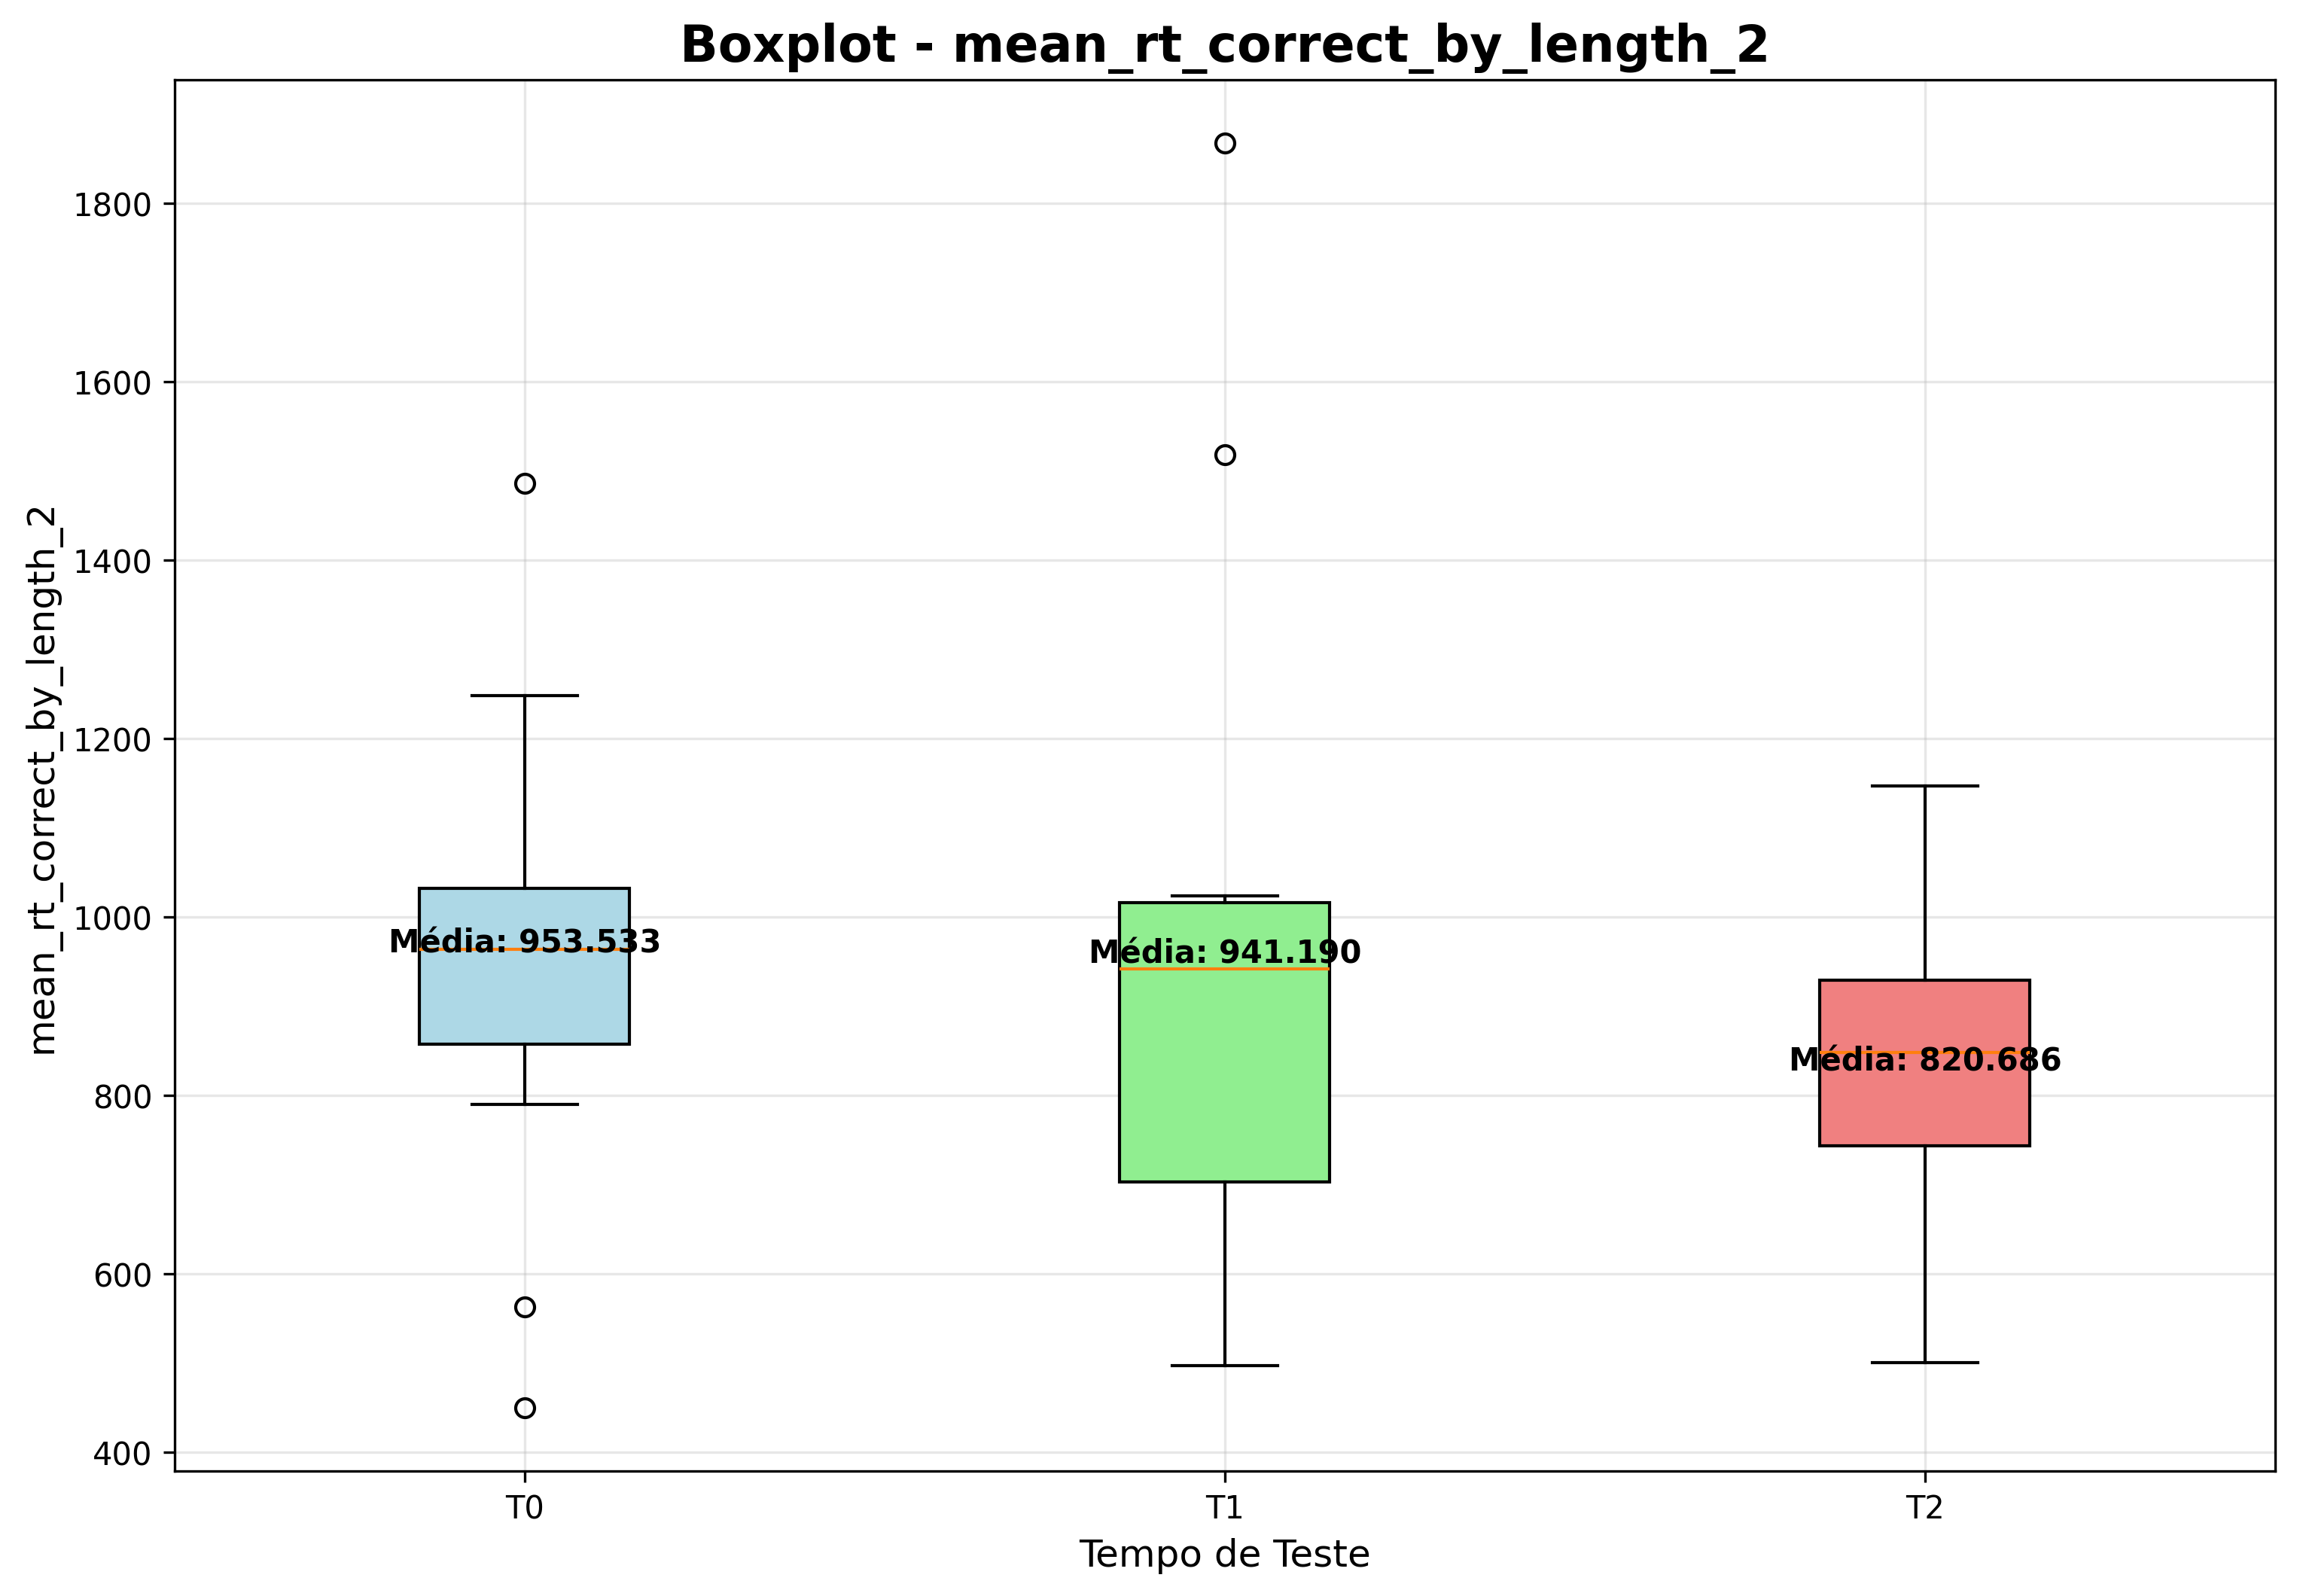 Boxplot - mean_rt_correct_by_length_2
mean_rt_correct_by_length_2
1800
1600
1400
1200
1000
800
600
400
Média: 953.533
Média: 941.190
Média: 820.686
T0
T1
T2
Tempo de Teste